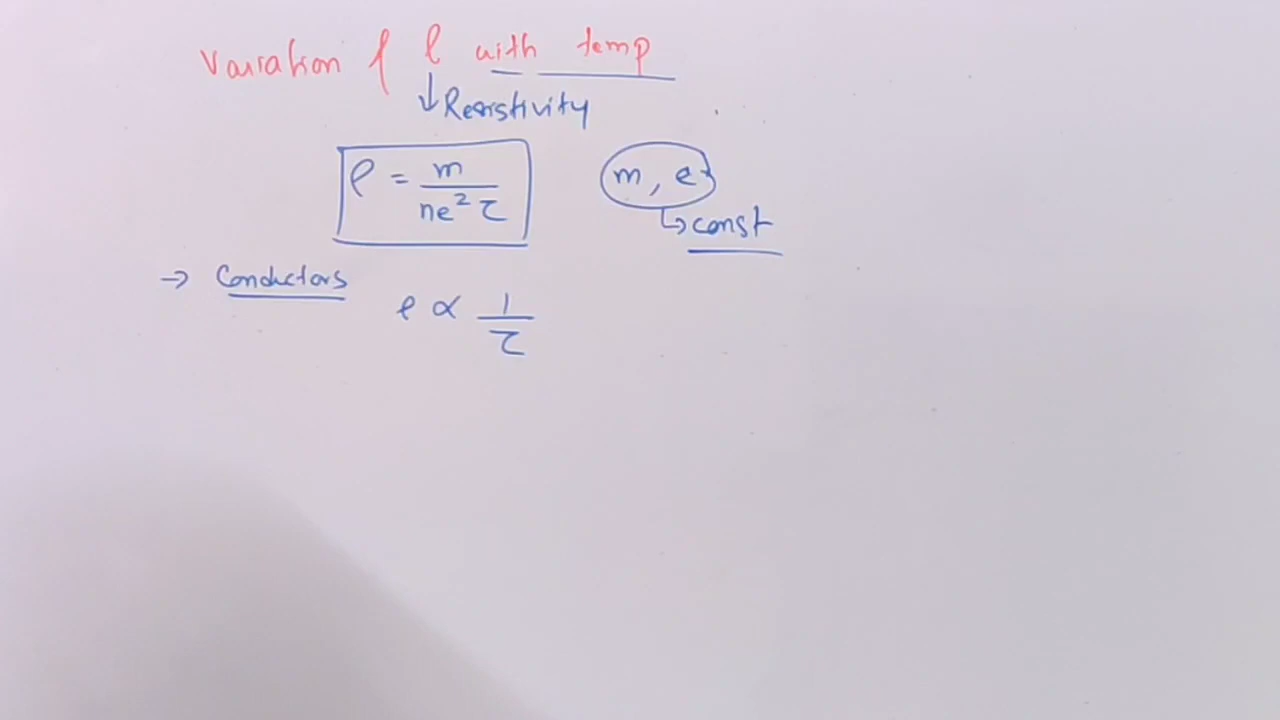 Variation of ρ with temp
↓ Resistivity
ρ = m / ne²τ
m, e
↳ const
→ Conductors
ρ ∝ 1/τ